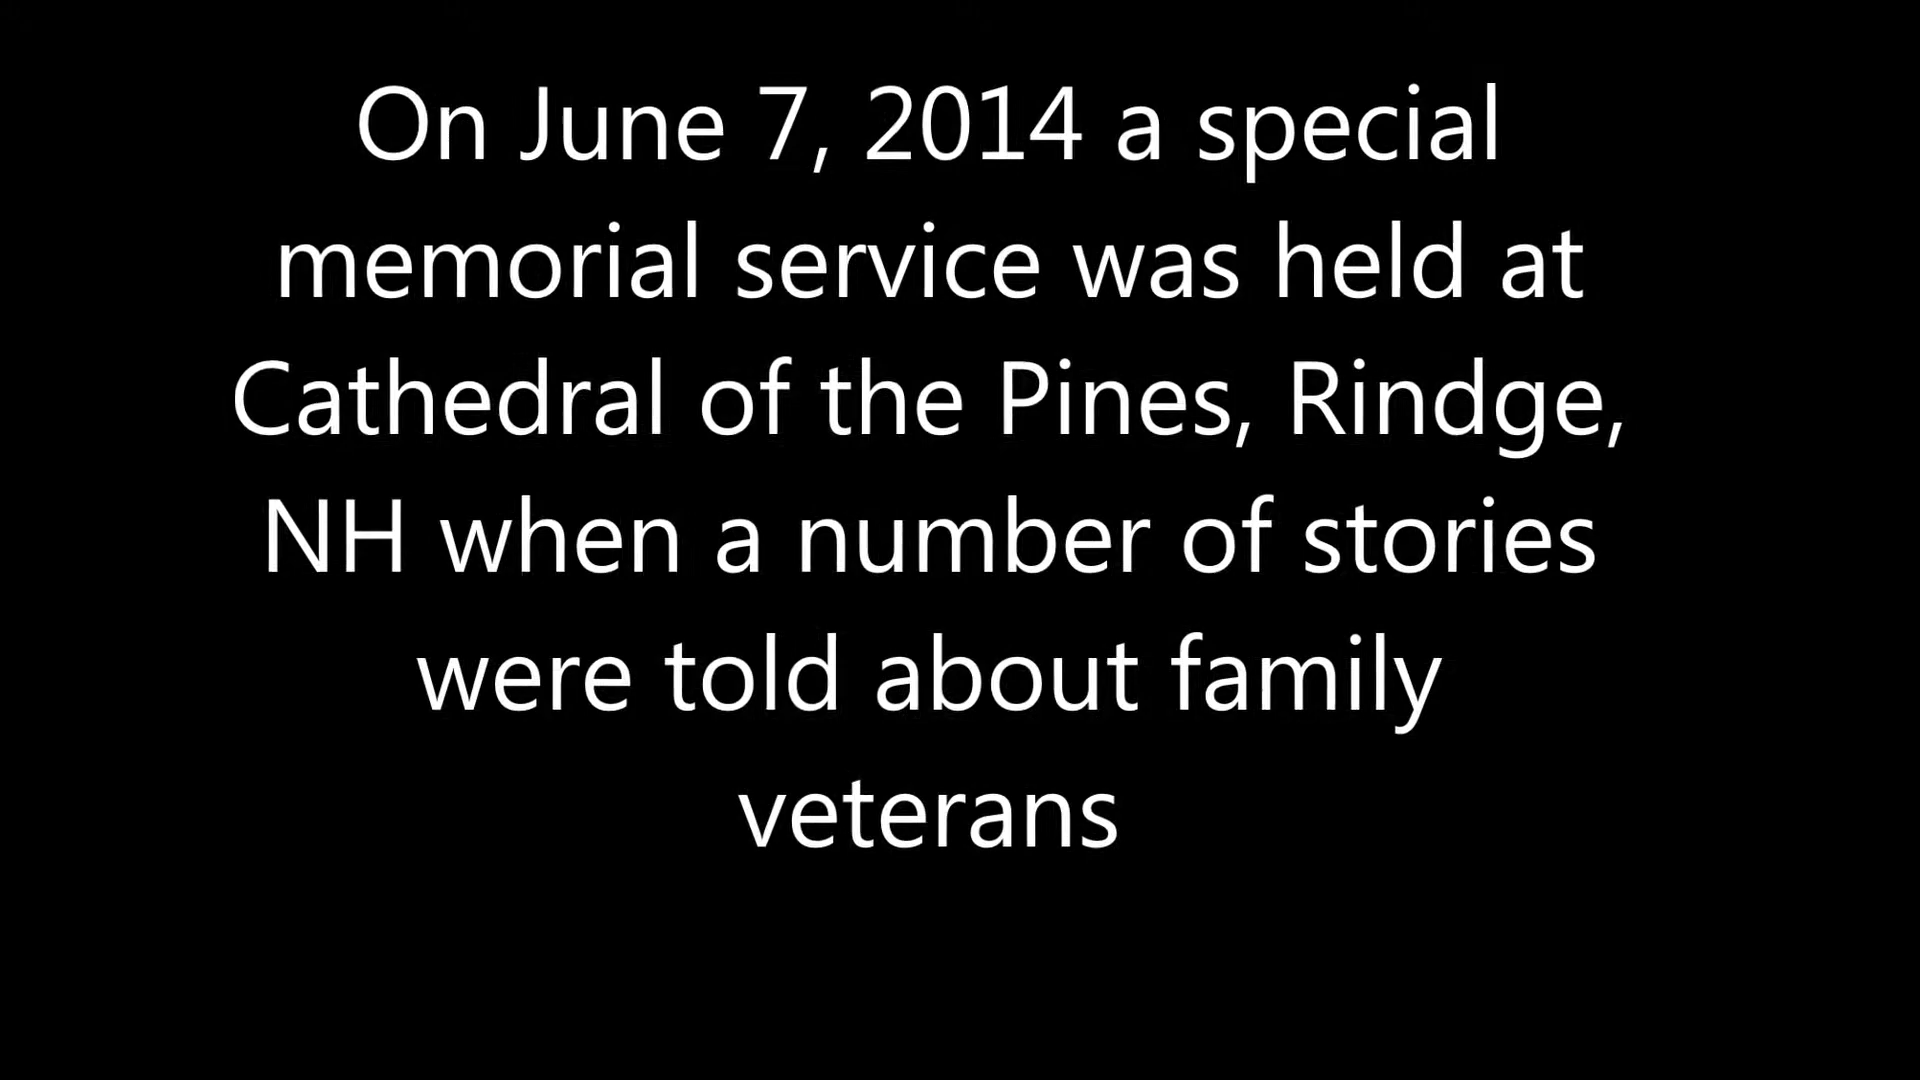 On June 7, 2014 a special
memorial service was held at
Cathedral of the Pines, Rindge,
NH when a number of stories
were told about family
veterans